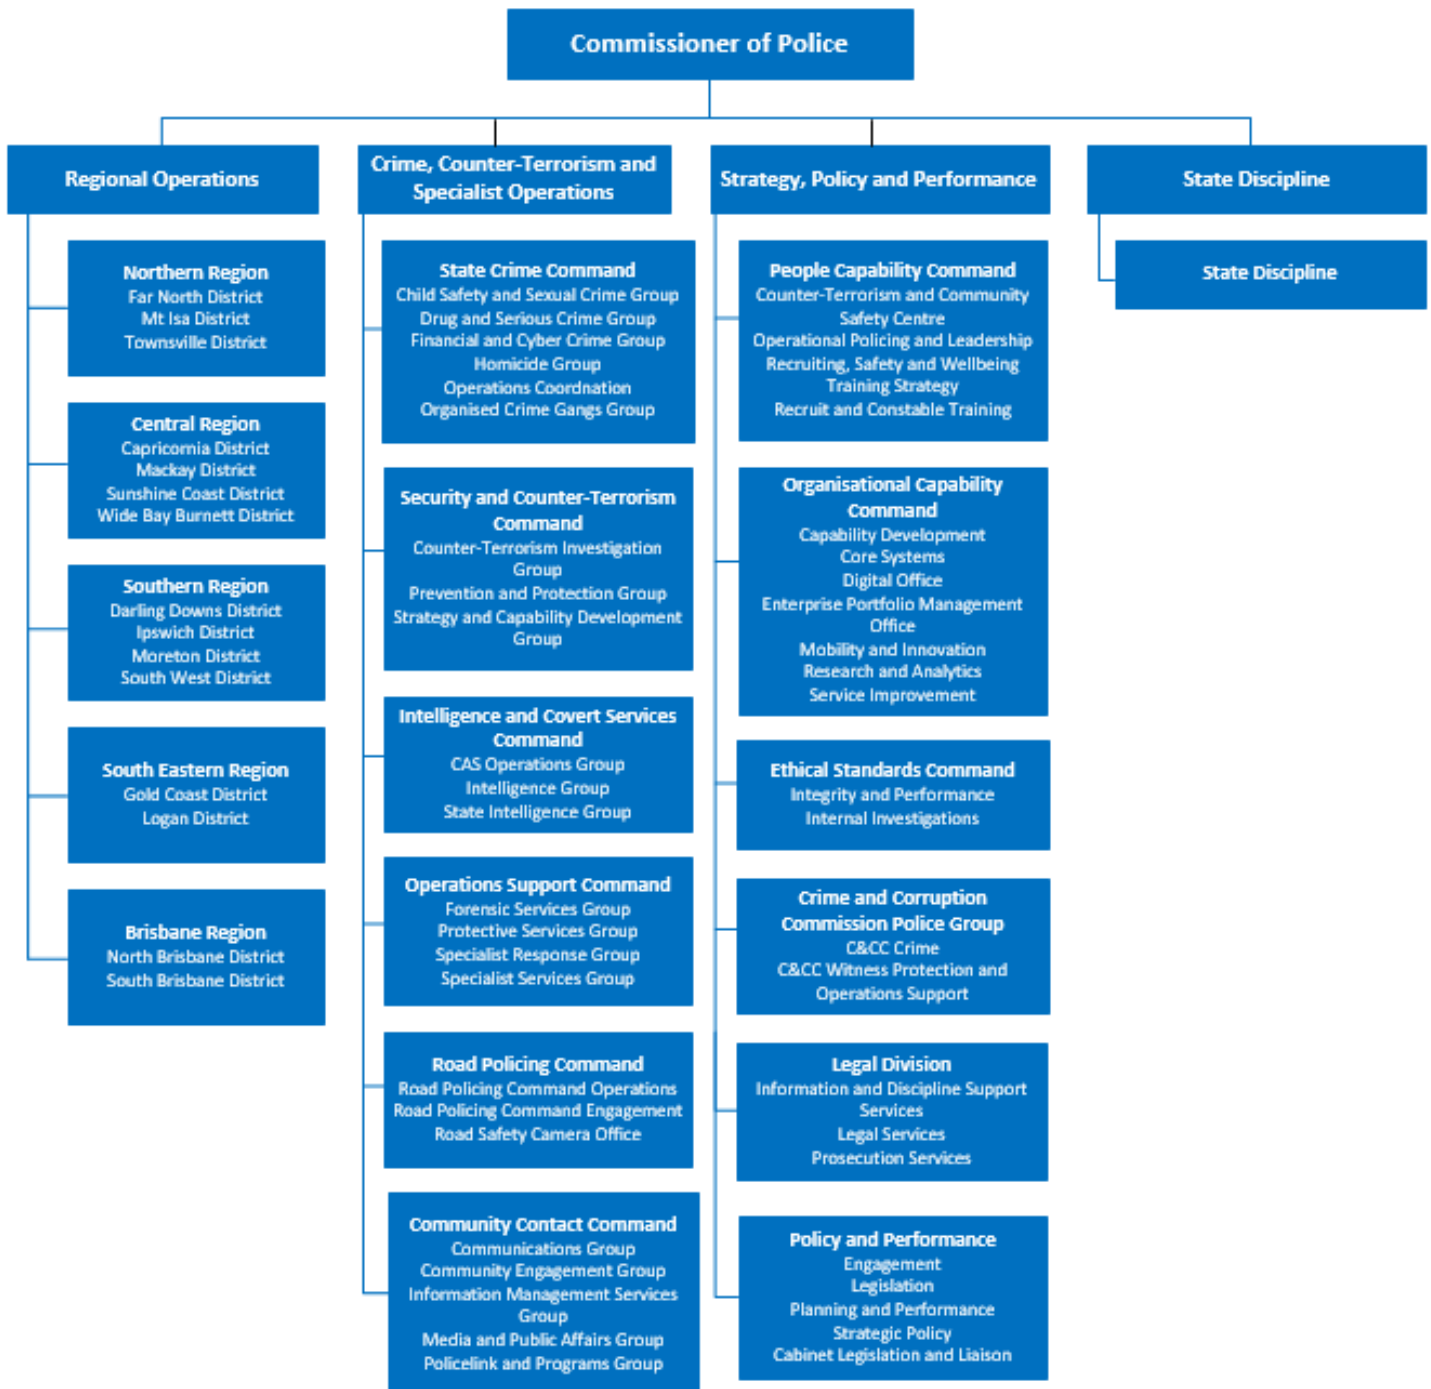 Commissioner of Police
Regional Operations
Northern Region
Far North District
Mt Isa District
Townsville District
Central Region
Capricornia District
Mackay District
Sunshine Coast District
Wide Bay Burnett District
Southern Region
Darling Downs District
Ipswich District
Moreton District
South West District
South Eastern Region
Gold Coast District
Logan District
Brisbane Region
North Brisbane District
South Brisbane District
Crime, Counter-Terrorism and
Specialist Operations
State Crime Command
Child Safety and Sexual Crime Group
Drug and Serious Crime Group
Financial and Cyber Crime Group
Homicide Group
Operations Coordnation
Organised Crime Gangs Group
Security and Counter-Terrorism
Command
Counter-Terrorism Investigation
Group
Prevention and Protection Group
Strategy and Capability Development
Group
Intelligence and Covert Services
Command
CAS Operations Group
Intelligence Group
State Intelligence Group
Operations Support Command
Forensic Services Group
Protective Services Group
Specialist Response Group
Specialist Services Group
Road Policing Command
Road Policing Command Operations
Road Policing Command Engagement
Road Safety Camera Office
Community Contact Command
Communications Group
Community Engagement Group
Information Management Services
Group
Media and Public Affairs Group
Policelink and Programs Group
Strategy, Policy and Performance
People Capability Command
Counter-Terrorism and Community
Safety Centre
Operational Policing and Leadership
Recruiting, Safety and Wellbeing
Training Strategy
Recruit and Constable Training
Organisational Capability
Command
Capability Development
Core Systems
Digital Office
Enterprise Portfolio Management
Office
Mobility and Innovation
Research and Analytics
Service Improvement
Ethical Standards Command
Integrity and Performance
Internal Investigations
Crime and Corruption
Commission Police Group
C&CC Crime
C&CC Witness Protection and
Operations Support
Legal Division
Information and Discipline Support
Services
Legal Services
Prosecution Services
Policy and Performance
Engagement
Legislation
Planning and Performance
Strategic Policy
Cabinet Legislation and Liaison
State Discipline
State Discipline